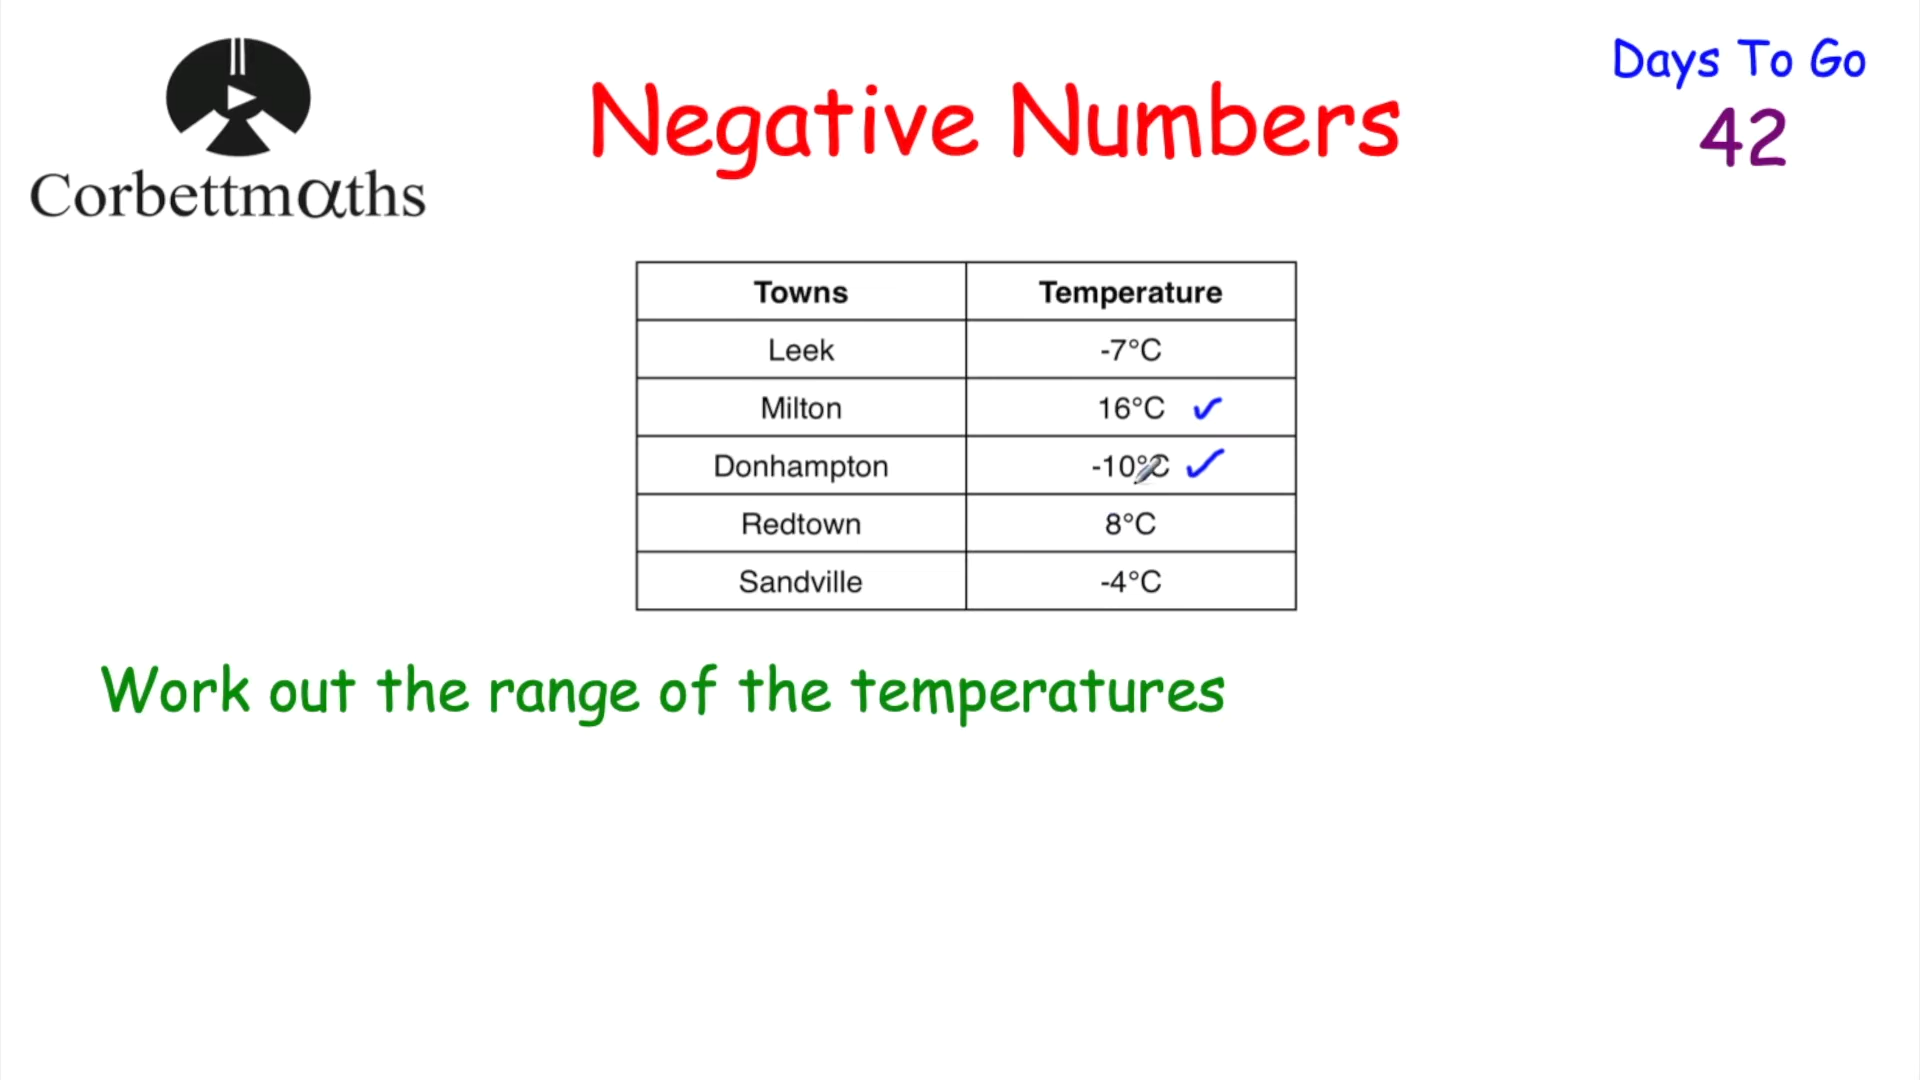 Corbettmαths
Negative Numbers
Days To Go
42
Towns Temperature
Leek -7°C
Milton 16°C ✓
Donhampton -10°C ✓
Redtown 8°C
Sandville -4°C
Work out the range of the temperatures